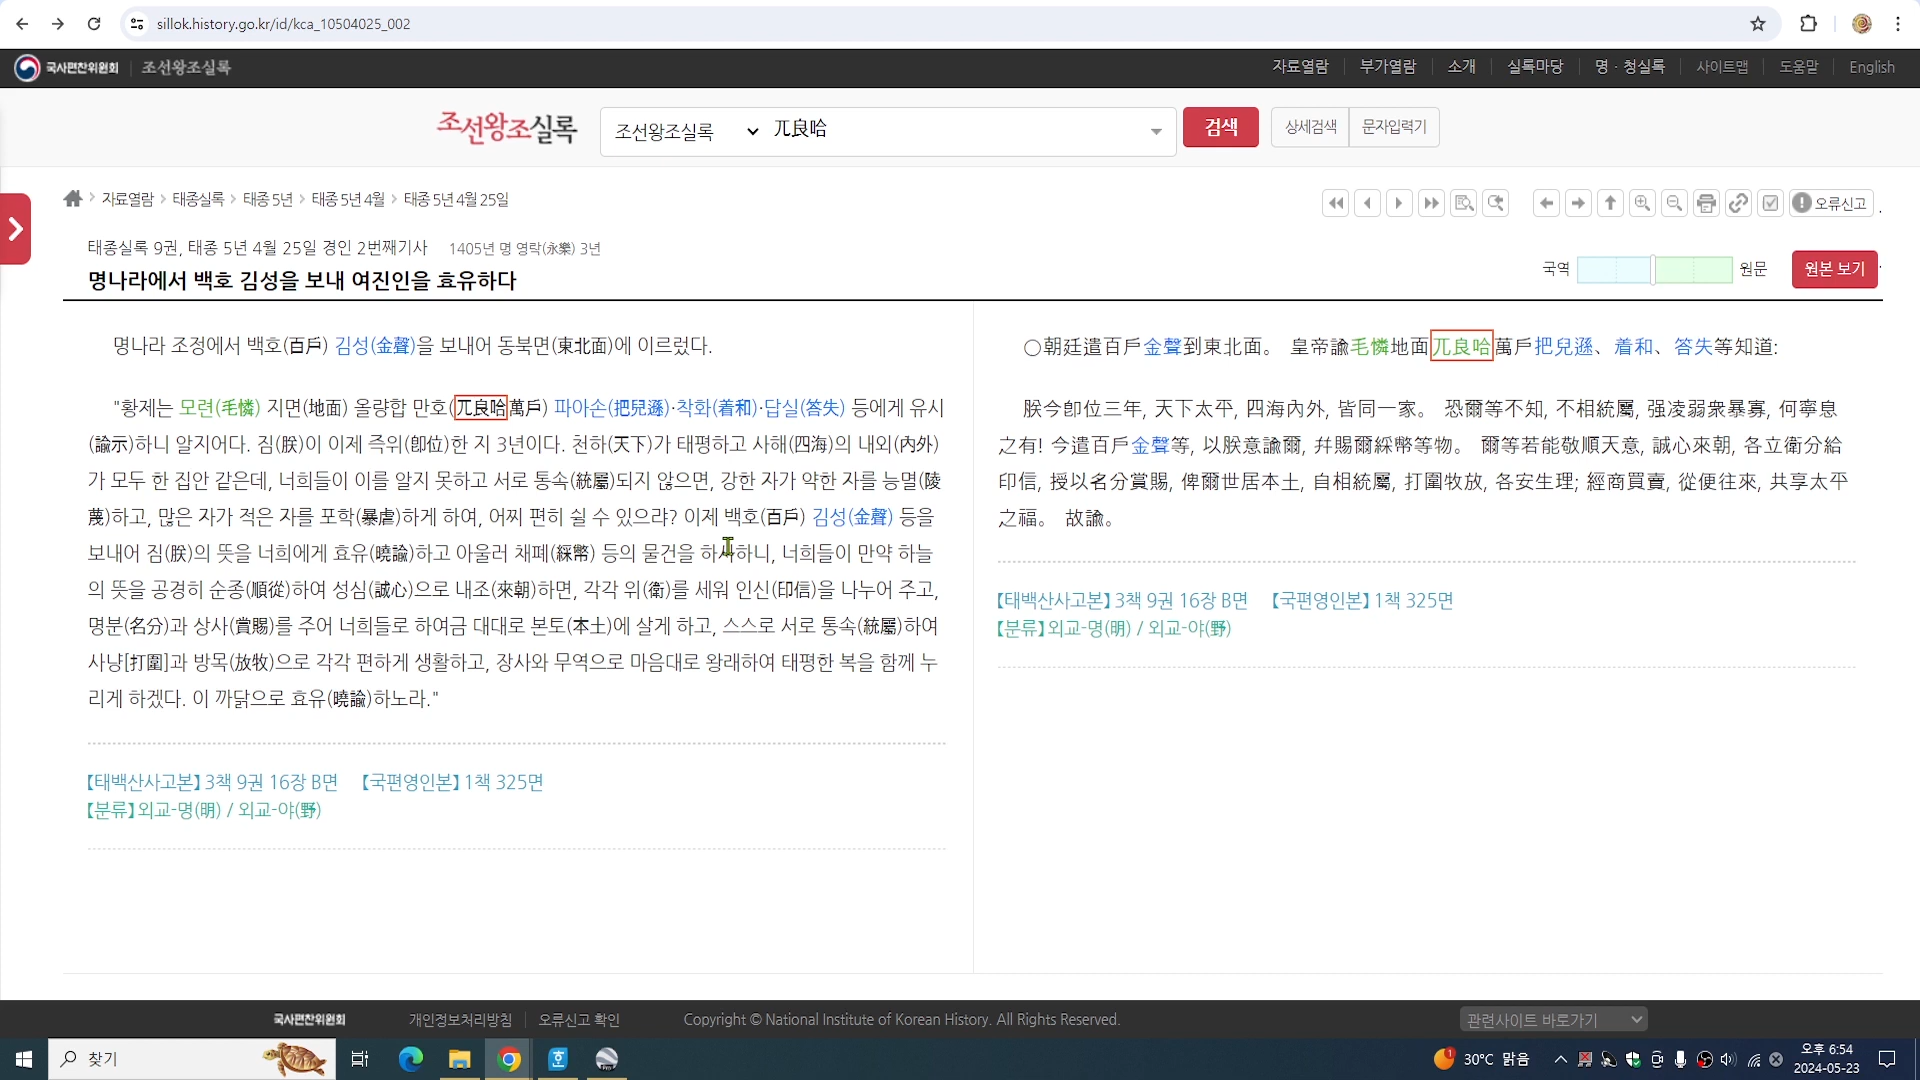 sillok.history.go.kr/id/kca_10504025_002
국사편찬위원회 조선왕조실록 자료열람 부가열람 소개 실록마당 명·청실록 사이트맵 도움말 English
조선왕조실록 조선왕조실록 兀良哈 검색 상세검색 문자입력기
자료열람 > 태종실록 > 태종 5년 > 태종 5년 4월 > 태종 5년 4월 25일
오류신고
태종실록 9권, 태종 5년 4월 25일 경인 2번째기사 1405년 명 영락(永樂) 3년
명나라에서 백호 김성을 보내 여진인을 효유하다
국역 원문 원본 보기
명나라 조정에서 백호(百戶) 김성(金聲)을 보내어 동북면(東北面)에 이르렀다.
"황제는 모련(毛憐) 지면(地面) 올량합 만호(兀良哈萬戶) 파아손(把兒遜)·착화(着和)·답실(答失) 등에게 유시
(諭示)하니 알지어다. 짐(朕)이 이제 즉위(卽位)한 지 3년이다. 천하(天下)가 태평하고 사해(四海)의 내외(內外)
가 모두 한 집안 같은데, 너희들이 이를 알지 못하고 서로 통속(統屬)되지 않으면, 강한 자가 약한 자를 능멸(陵
蔑)하고, 많은 자가 적은 자를 포학(暴虐)하게 하여, 어찌 편히 쉴 수 있으랴? 이제 백호(百戶) 김성(金聲) 등을
보내어 짐(朕)의 뜻을 너희에게 효유(曉諭)하고 아울러 채폐(綵幣) 등의 물건을 하사하니, 너희들이 만약 하늘
의 뜻을 공경히 순종(順從)하여 성심(誠心)으로 내조(來朝)하면, 각각 위(衛)를 세워 인신(印信)을 나누어 주고,
명분(名分)과 상사(賞賜)를 주어 너희들로 하여금 대대로 본토(本土)에 살게 하고, 스스로 서로 통속(統屬)하여
사냥[打圍]과 방목(放牧)으로 각각 편하게 생활하고, 장사와 무역으로 마음대로 왕래하여 태평한 복을 함께 누
리게 하겠다. 이 까닭으로 효유(曉諭)하노라."
【태백산사고본】 3책 9권 16장 B면 【국편영인본】 1책 325면
【분류】 외교-명(明) / 외교-야(野)
○朝廷遣百戶金聲到東北面。 皇帝諭毛憐地面兀良哈萬戶把兒遜、着和、答失等知道:
朕今卽位三年, 天下太平, 四海內外, 皆同一家。 恐爾等不知, 不相統屬, 强凌弱衆暴寡, 何寧息
之有! 今遣百戶金聲等, 以朕意諭爾, 幷賜爾綵幣等物。 爾等若能敬順天意, 誠心來朝, 各立衛分給
印信, 授以名分賞賜, 俾爾世居本土, 自相統屬, 打圍牧放, 各安生理; 經商買賣, 從便往來, 共享太平
之福。 故諭。
【태백산사고본】 3책 9권 16장 B면 【국편영인본】 1책 325면
【분류】 외교-명(明) / 외교-야(野)
국사편찬위원회 개인정보처리방침 오류신고 확인 Copyright © National Institute of Korean History. All Rights Reserved. 관련사이트 바로가기
찾기 30°C 맑음 오후 6:54
2024-05-23